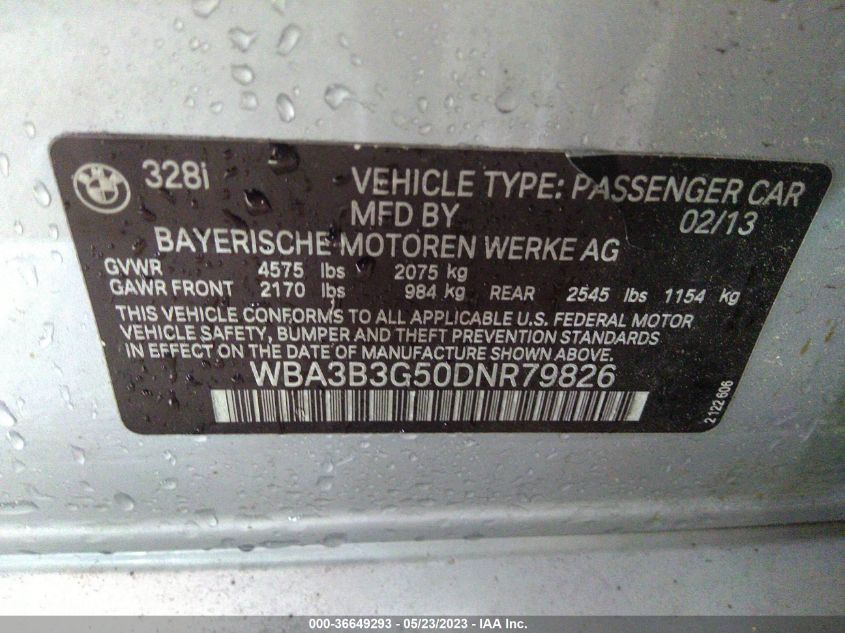 328i
VEHICLE TYPE: PASSENGER CAR
MFD BY 02/13
BAYERISCHE MOTOREN WERKE AG
GVWR 4575 lbs 2075 kg
GAWR FRONT 2170 lbs 984 kg REAR 2545 lbs 1154 kg
THIS VEHICLE CONFORMS TO ALL APPLICABLE U.S. FEDERAL MOTOR
VEHICLE SAFETY, BUMPER AND THEFT PREVENTION STANDARDS
IN EFFECT ON THE DATE OF MANUFACTURE SHOWN ABOVE.
WBA3B3G50DNR79826
2 122 606
000-36649293 - 05/23/2023 - IAA Inc.